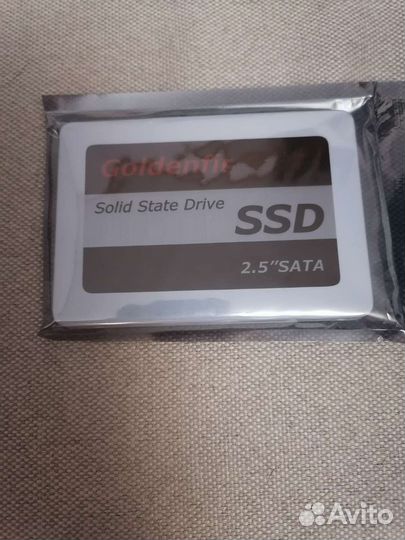 Goldenfir
Solid State Drive
SSD
2.5"SATA
Avito